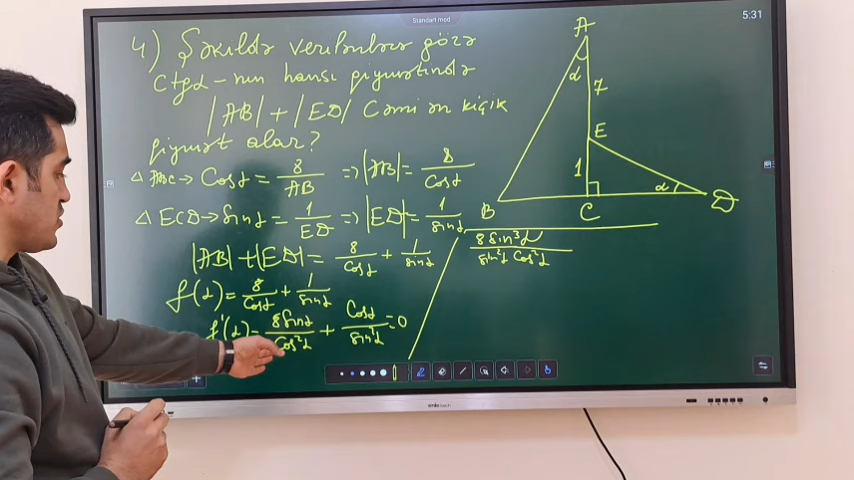 Standart mod
5:31
4) Şəkildə verilənlərə görə
Ctgα-nın hansı qiymətində
|AB| + |ED| Cəmi ən kiçik
qiymət alar?
△ ABC → Cosα = 8/AB => |AB| = 8/Cosα
△ ECD → Sinα = 1/ED => |ED| = 1/sinα
|AB| + |ED| = 8/Cosα + 1/sinα
f(α) = 8/Cosα + 1/sinα
f'(α) = 8Sinα/Cos²α + Cosα/sin²α = 0
8Sin³α/sin²α Cos²α
A
α
7
E
1
α
B
C
D